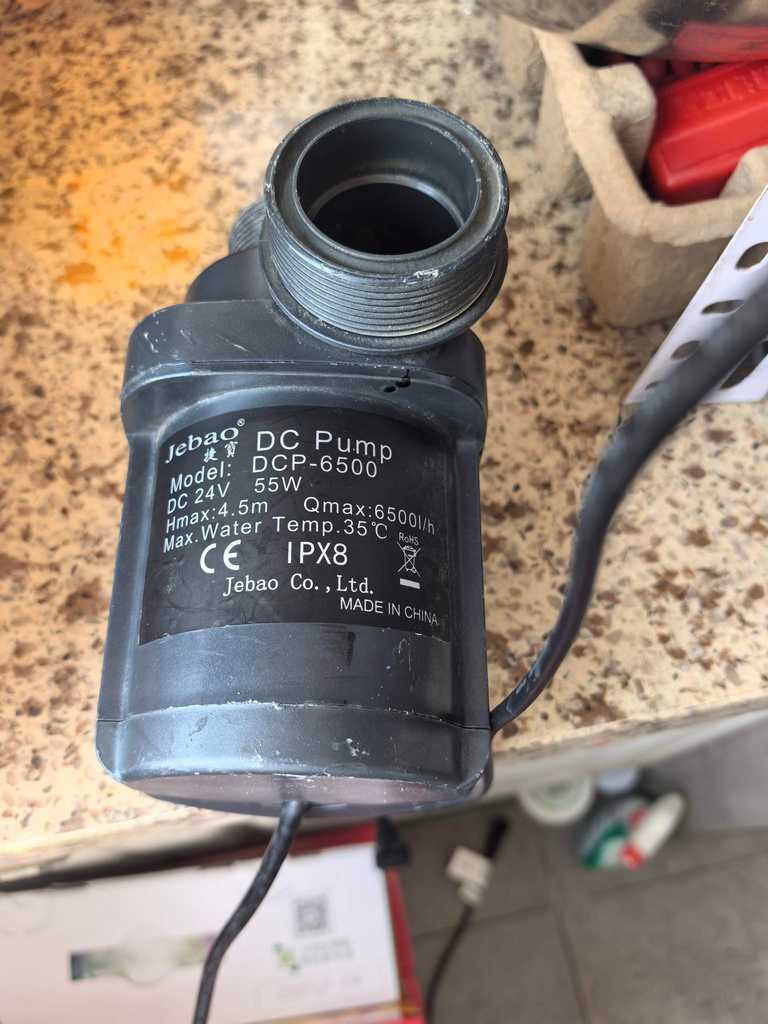 Jebao®
捷寶
DC Pump
Model: DCP-6500
DC 24V 55W
Hmax:4.5m Qmax:6500l/h
Max.Water Temp.35℃
CE IPX8 RoHS
Jebao Co.,Ltd.
MADE IN CHINA